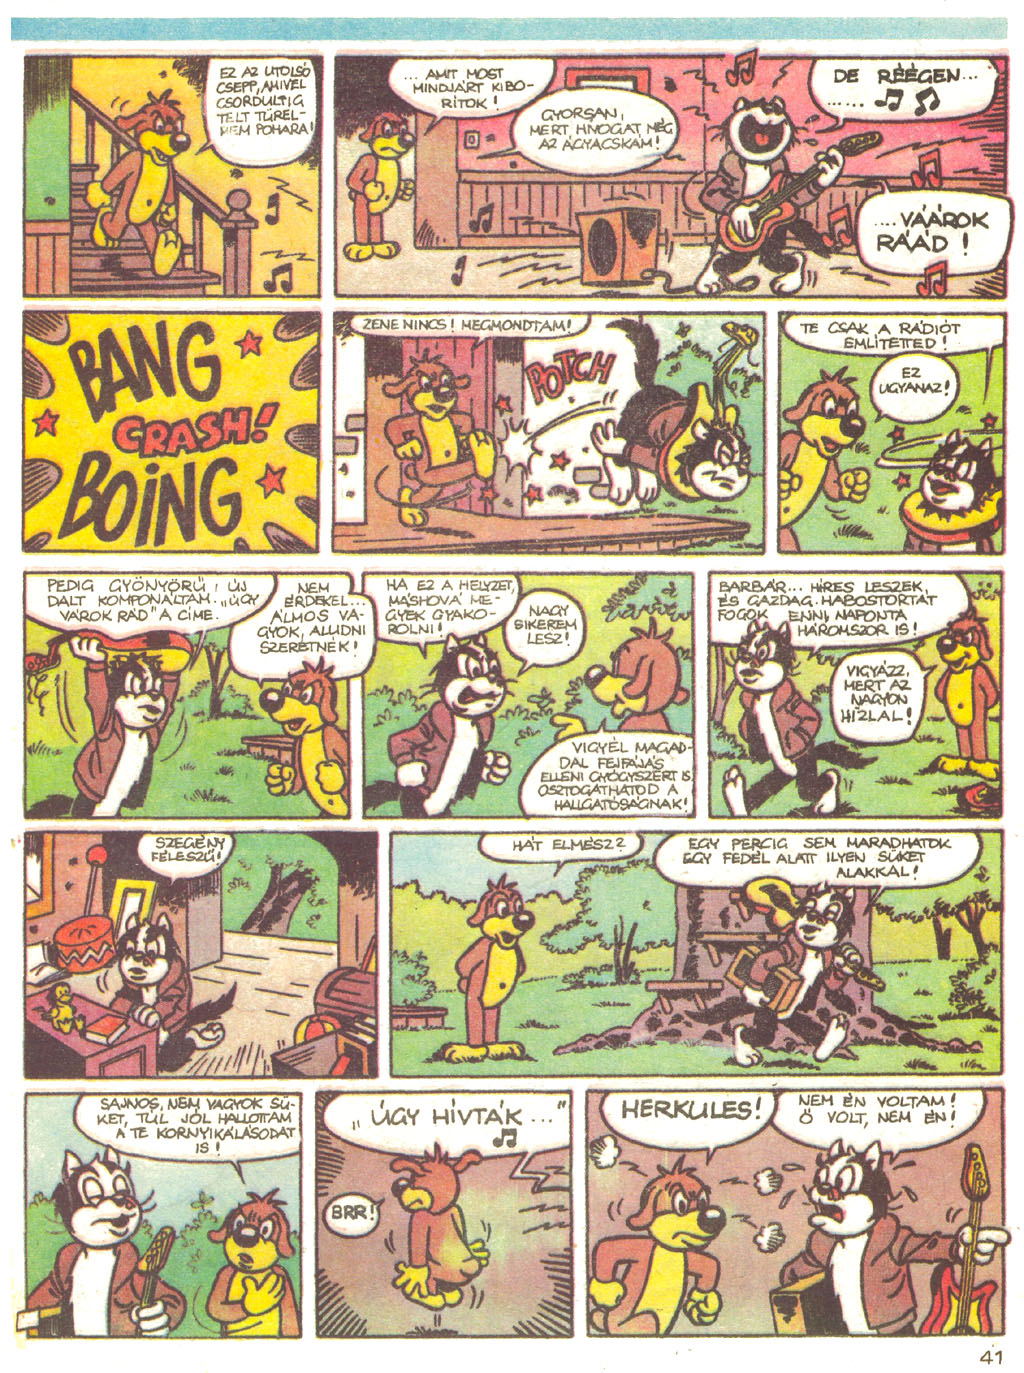 EZ AZ UTOLSÓ
CSEPP, AMIVEL
CSORDULTIG
TELT TÜREL-
MEM POHARA!
... AMIT MOST
MINDJÁRT KIBO-
RÍTOK!
GYORSAN,
MERT HIVOGAT MÉG
AZ ÁGYACSKÁM!
DE RÉÉGEN...
......
....VÁÁROK
RÁÁD!
BANG
CRASH!
BOING
ZENE NINCS! MEGMONDTAM!
POTCH
TE CSAK A RÁDIÓT
EMLÍTETTED!
EZ
UGYANAZ!
PEDIG GYÖNYÖRŰ, ÚJ
DALT KOMPONÁLTAM. „ÚGY
VÁROK RÁD" A CÍME.
NEM
ÉRDEKEL...
ÁLMOS VA-
GYOK, ALUDNI
SZERETNÉK!
HA EZ A HELYZET,
MÁSHOVÁ ME-
GYEK GYAKO-
ROLNI!
NAGY
SIKEREM
LESZ!
VIGYÉL MAGAD-
DAL FEJFÁJÁS
ELLENI GYÓGYSZERT IS.
OSZTOGATHATOD A
HALLGATÓSÁGNAK!
BARBÁR... HÍRES LESZEK,
ÉS GAZDAG. HABOSTORTÁT
FOGOK ENNI NAPONTA
HÁROMSZOR IS!
VIGYÁZZ,
MERT AZ
NAGYON
HÍZLAL!
SZEGÉNY
FÉLESZŰ!
HÁT ELMÉSZ?
EGY PERCIG SEM MARADHATOK
EGY FEDÉL ALATT ILYEN SÜKET
ALAKKAL!
SAJNOS, NEM VAGYOK SÜ-
KET, TÚL JÓL HALLOTTAM
A TE KORNYIKÁLÁSODAT
IS!
„ÚGY HÍVTÁK..."
BRR!
HERKULES!
NEM ÉN VOLTAM!
Ő VOLT, NEM ÉN!
41